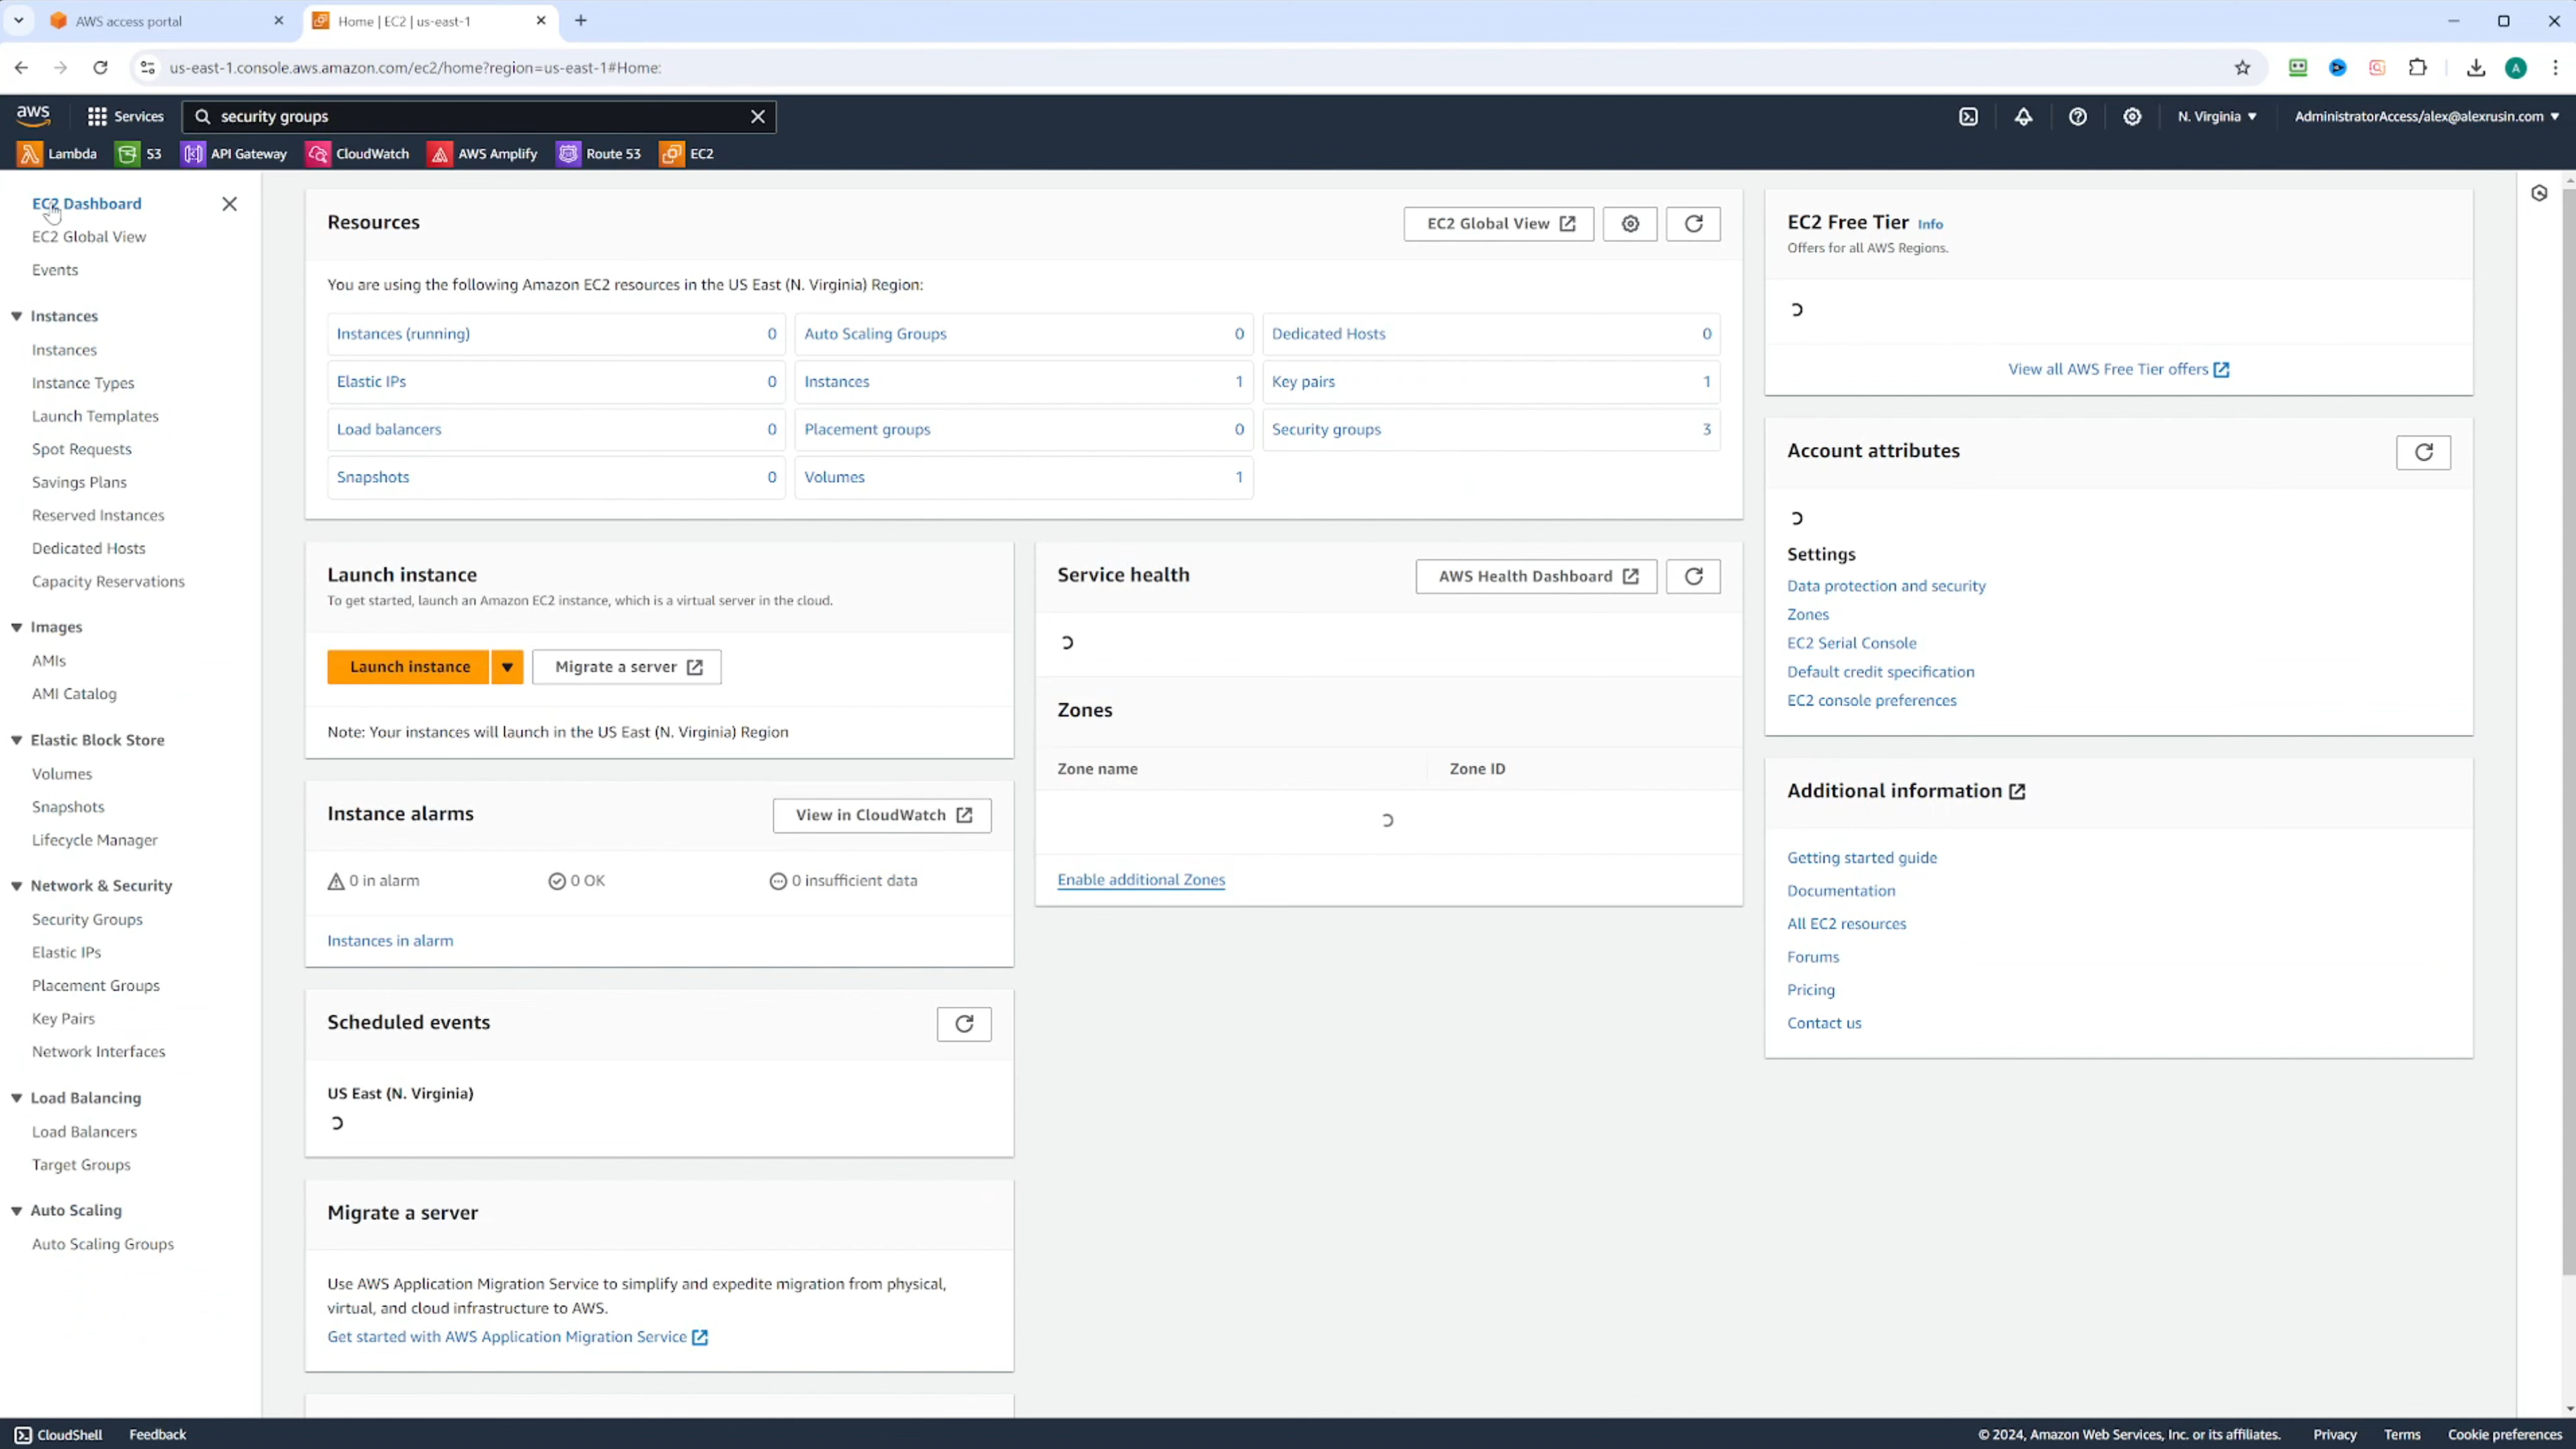 AWS access portal
Home | EC2 | us-east-1
us-east-1.console.aws.amazon.com/ec2/home?region=us-east-1#Home:
A
aws
Services
security groups
N. Virginia
AdministratorAccess/alex@alexrusin.com
Lambda
S3
API Gateway
CloudWatch
AWS Amplify
Route 53
EC2
EC2 Dashboard
EC2 Global View
Events
Instances
Instances
Instance Types
Launch Templates
Spot Requests
Savings Plans
Reserved Instances
Dedicated Hosts
Capacity Reservations
Images
AMIs
AMI Catalog
Elastic Block Store
Volumes
Snapshots
Lifecycle Manager
Network & Security
Security Groups
Elastic IPs
Placement Groups
Key Pairs
Network Interfaces
Load Balancing
Load Balancers
Target Groups
Auto Scaling
Auto Scaling Groups
Resources
EC2 Global View
You are using the following Amazon EC2 resources in the US East (N. Virginia) Region:
Instances (running) 0
Auto Scaling Groups 0
Dedicated Hosts 0
Elastic IPs 0
Instances 1
Key pairs 1
Load balancers 0
Placement groups 0
Security groups 3
Snapshots 0
Volumes 1
Launch instance
To get started, launch an Amazon EC2 instance, which is a virtual server in the cloud.
Launch instance
Migrate a server
Note: Your instances will launch in the US East (N. Virginia) Region
Instance alarms
View in CloudWatch
0 in alarm
0 OK
0 insufficient data
Instances in alarm
Scheduled events
US East (N. Virginia)
Migrate a server
Use AWS Application Migration Service to simplify and expedite migration from physical,
virtual, and cloud infrastructure to AWS.
Get started with AWS Application Migration Service
Service health
AWS Health Dashboard
Zones
Zone name
Zone ID
Enable additional Zones
EC2 Free Tier Info
Offers for all AWS Regions.
View all AWS Free Tier offers
Account attributes
Settings
Data protection and security
Zones
EC2 Serial Console
Default credit specification
EC2 console preferences
Additional information
Getting started guide
Documentation
All EC2 resources
Forums
Pricing
Contact us
CloudShell
Feedback
© 2024, Amazon Web Services, Inc. or its affiliates.
Privacy
Terms
Cookie preferences